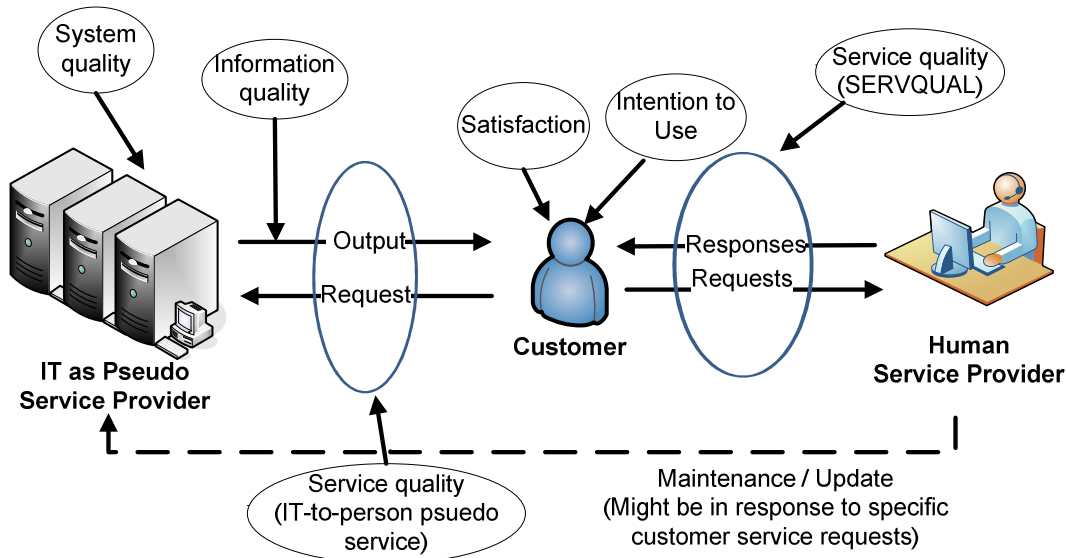 System
quality
Information
quality
Satisfaction
Intention to
Use
Service quality
(SERVQUAL)
Output
Request
Responses
Requests
IT as Pseudo
Service Provider
Customer
Human
Service Provider
Service quality
(IT-to-person psuedo
service)
Maintenance / Update
(Might be in response to specific
customer service requests)